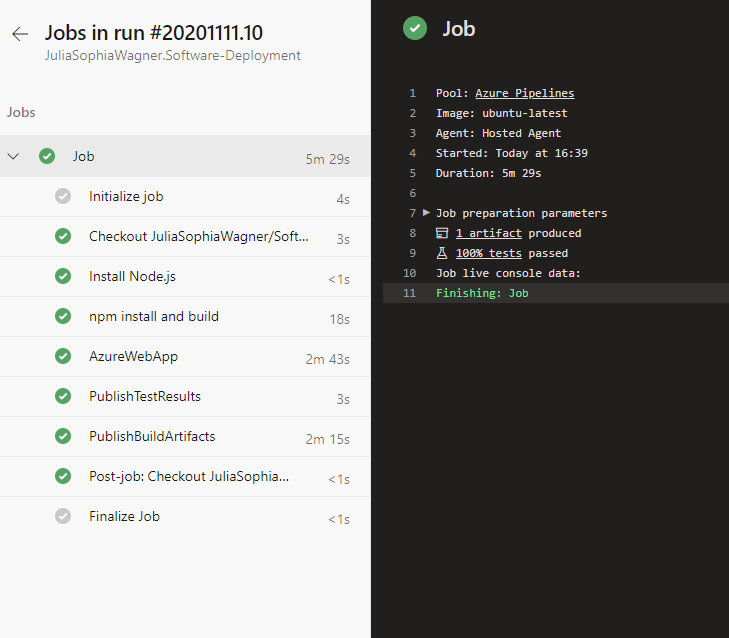 Jobs in run #20201111.10
JuliaSophiaWagner.Software-Deployment
Jobs
Job 5m 29s
Initialize job 4s
Checkout JuliaSophiaWagner/Soft... 3s
Install Node.js <1s
npm install and build 18s
AzureWebApp 2m 43s
PublishTestResults 3s
PublishBuildArtifacts 2m 15s
Post-job: Checkout JuliaSophia... <1s
Finalize Job <1s
Job
1 Pool: Azure Pipelines
2 Image: ubuntu-latest
3 Agent: Hosted Agent
4 Started: Today at 16:39
5 Duration: 5m 29s
6
7 Job preparation parameters
8 1 artifact produced
9 100% tests passed
10 Job live console data:
11 Finishing: Job